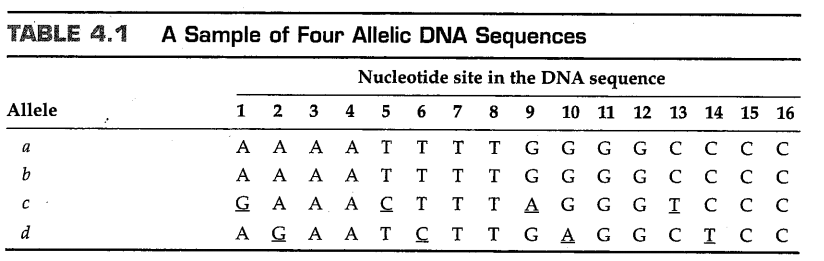 TABLE 4.1 A Sample of Four Allelic DNA Sequences
Nucleotide site in the DNA sequence
Allele 1 2 3 4 5 6 7 8 9 10 11 12 13 14 15 16
a A A A A T T T T G G G G C C C C
b A A A A T T T T G G G G C C C C
c G A A A C T T T A G G G T C C C
d A G A A T C T T G A G G C T C C